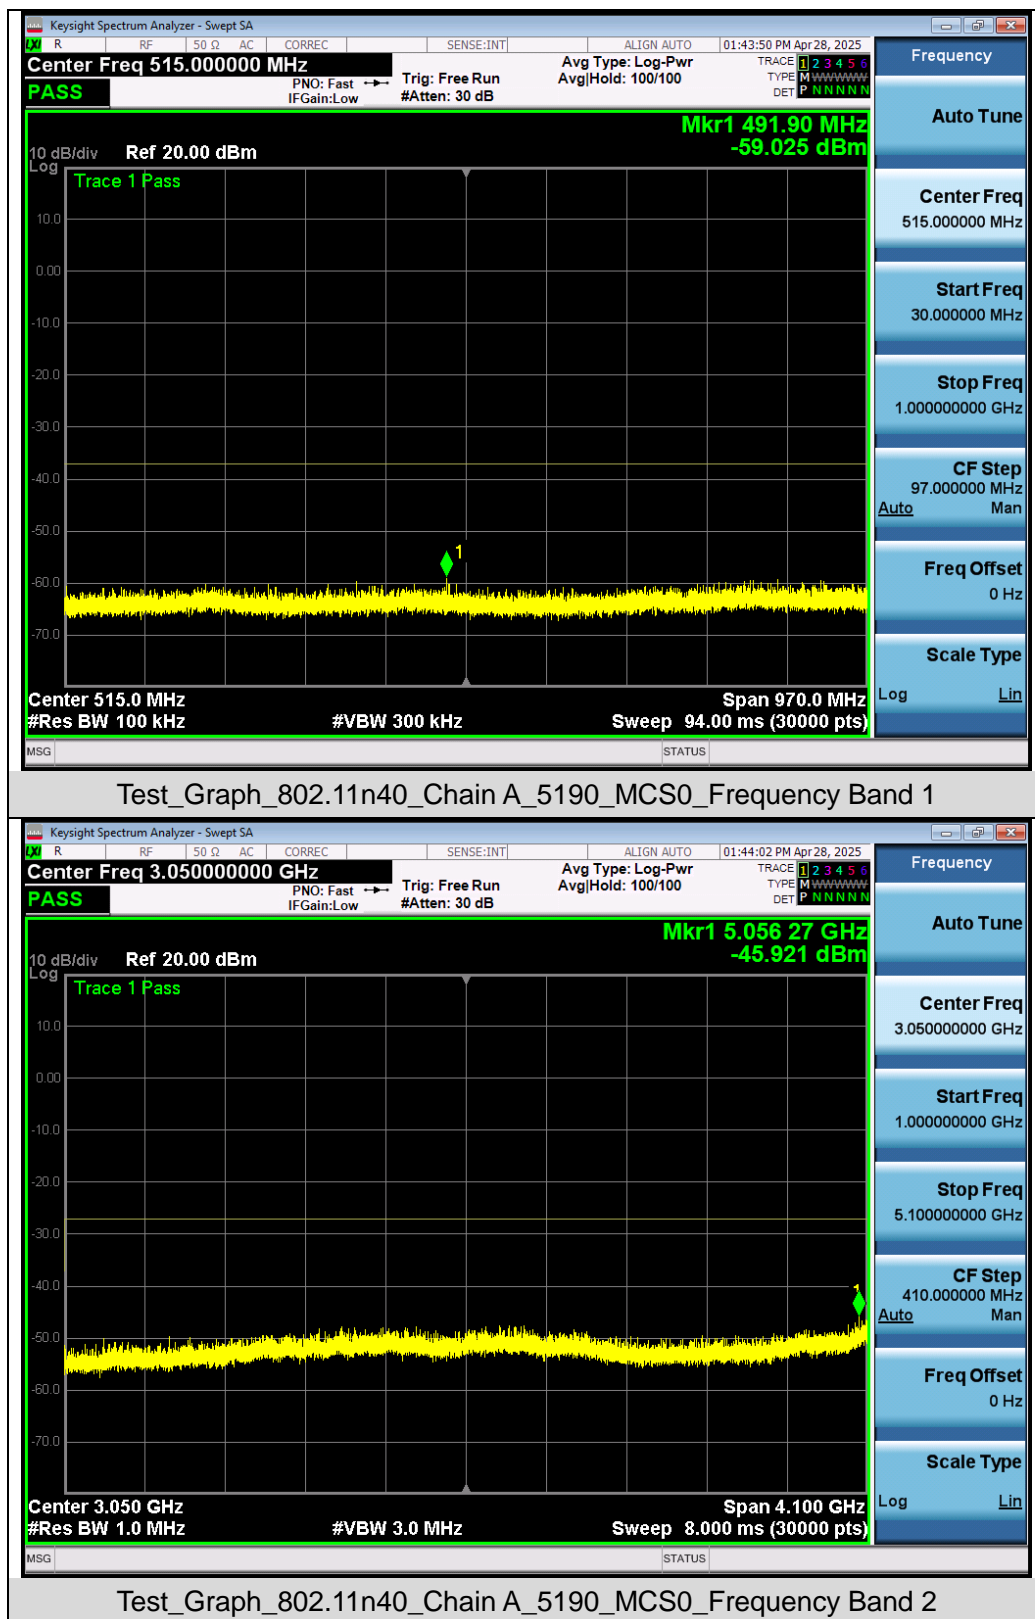 Keysight Spectrum Analyzer - Swept SA
LXI R RF 50 Ω AC CORREC SENSE:INT ALIGN AUTO 01:43:50 PM Apr 28, 2025
Center Freq 515.000000 MHz
PASS
PNO: Fast
IFGain:Low
Trig: Free Run
#Atten: 30 dB
Avg Type: Log-Pwr
Avg|Hold: 100/100
TRACE 1 2 3 4 5 6
TYPE M WWWWW
DET P N N N N N
Mkr1 491.90 MHz
-59.025 dBm
10 dB/div Ref 20.00 dBm
Log
Trace 1 Pass
10.0
0.00
-10.0
-20.0
-30.0
-40.0
-50.0
-60.0
-70.0
1
Center 515.0 MHz Span 970.0 MHz
#Res BW 100 kHz #VBW 300 kHz Sweep 94.00 ms (30000 pts)
MSG STATUS
Frequency
Auto Tune
Center Freq
515.000000 MHz
Start Freq
30.000000 MHz
Stop Freq
1.000000000 GHz
CF Step
97.000000 MHz
Auto Man
Freq Offset
0 Hz
Scale Type
Log Lin
Test_Graph_802.11n40_Chain A_5190_MCS0_Frequency Band 1
Keysight Spectrum Analyzer - Swept SA
LXI R RF 50 Ω AC CORREC SENSE:INT ALIGN AUTO 01:44:02 PM Apr 28, 2025
Center Freq 3.050000000 GHz
PASS
PNO: Fast
IFGain:Low
Trig: Free Run
#Atten: 30 dB
Avg Type: Log-Pwr
Avg|Hold: 100/100
TRACE 1 2 3 4 5 6
TYPE M WWWWW
DET P N N N N N
Mkr1 5.056 27 GHz
-45.921 dBm
10 dB/div Ref 20.00 dBm
Log
Trace 1 Pass
10.0
0.00
-10.0
-20.0
-30.0
-40.0
-50.0
-60.0
-70.0
1
Center 3.050 GHz Span 4.100 GHz
#Res BW 1.0 MHz #VBW 3.0 MHz Sweep 8.000 ms (30000 pts)
MSG STATUS
Frequency
Auto Tune
Center Freq
3.050000000 GHz
Start Freq
1.000000000 GHz
Stop Freq
5.100000000 GHz
CF Step
410.000000 MHz
Auto Man
Freq Offset
0 Hz
Scale Type
Log Lin
Test_Graph_802.11n40_Chain A_5190_MCS0_Frequency Band 2